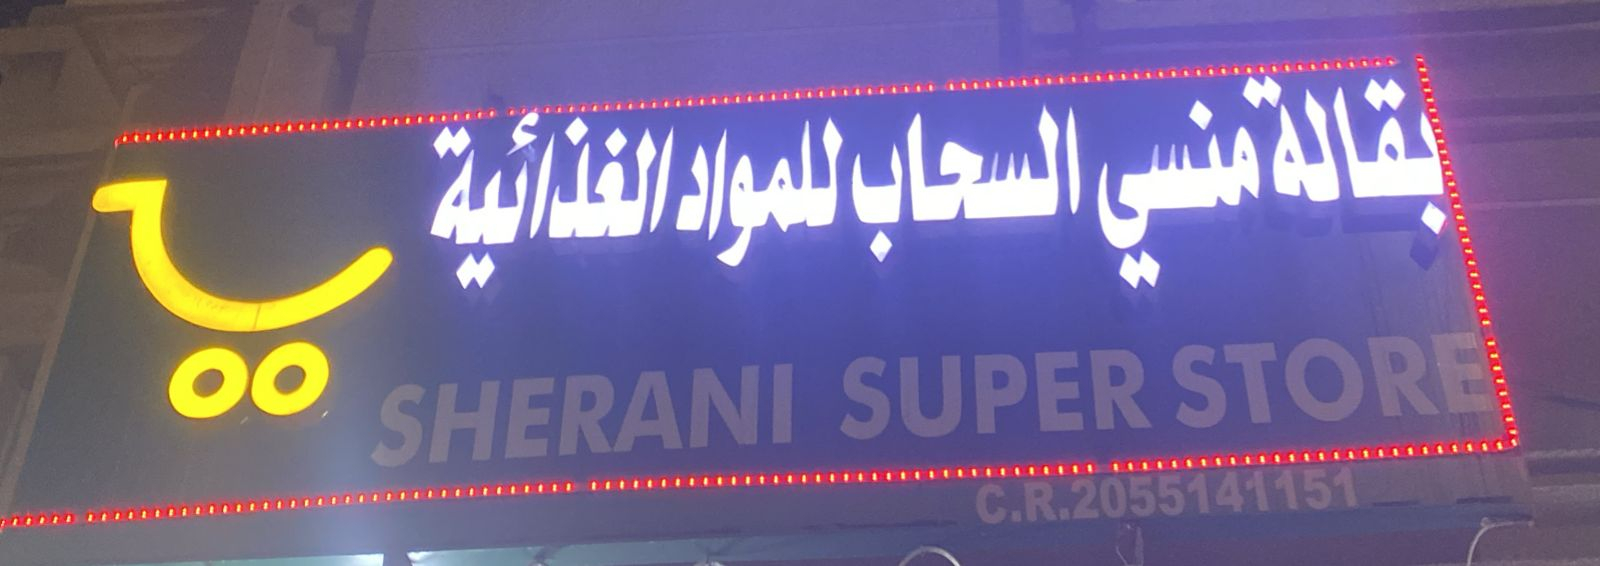 بقالة منسي السحاب للمواد الغذائية
SHERANI SUPER STORE
C.R.2055141151